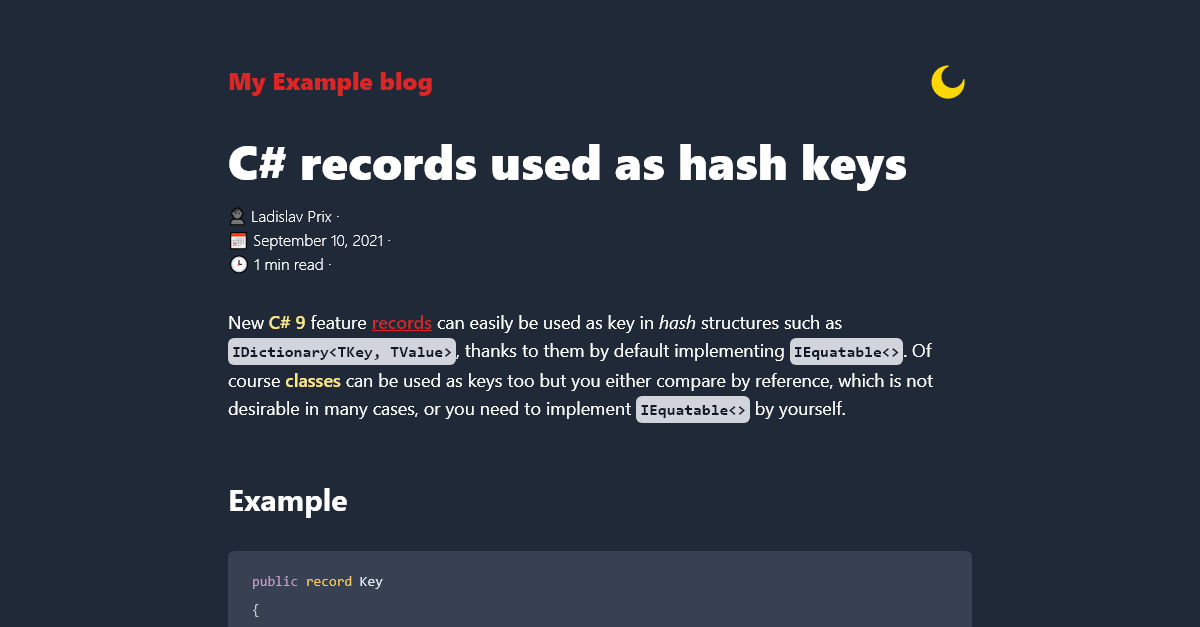 My Example blog
C# records used as hash keys
Ladislav Prix ·
September 10, 2021 ·
1 min read ·
New C# 9 feature records can easily be used as key in hash structures such as
IDictionary<TKey, TValue>, thanks to them by default implementing IEquatable<>. Of
course classes can be used as keys too but you either compare by reference, which is not
desirable in many cases, or you need to implement IEquatable<> by yourself.
Example
public record Key
{